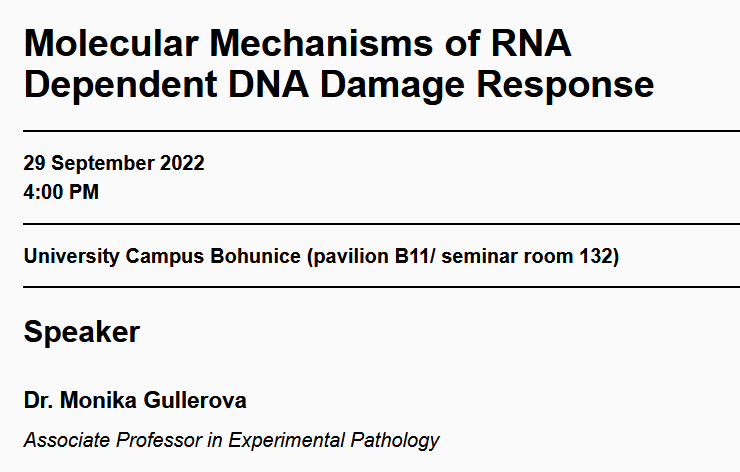 Molecular Mechanisms of RNA
Dependent DNA Damage Response
29 September 2022
4:00 PM
University Campus Bohunice (pavilion B11/ seminar room 132)
Speaker
Dr. Monika Gullerova
Associate Professor in Experimental Pathology